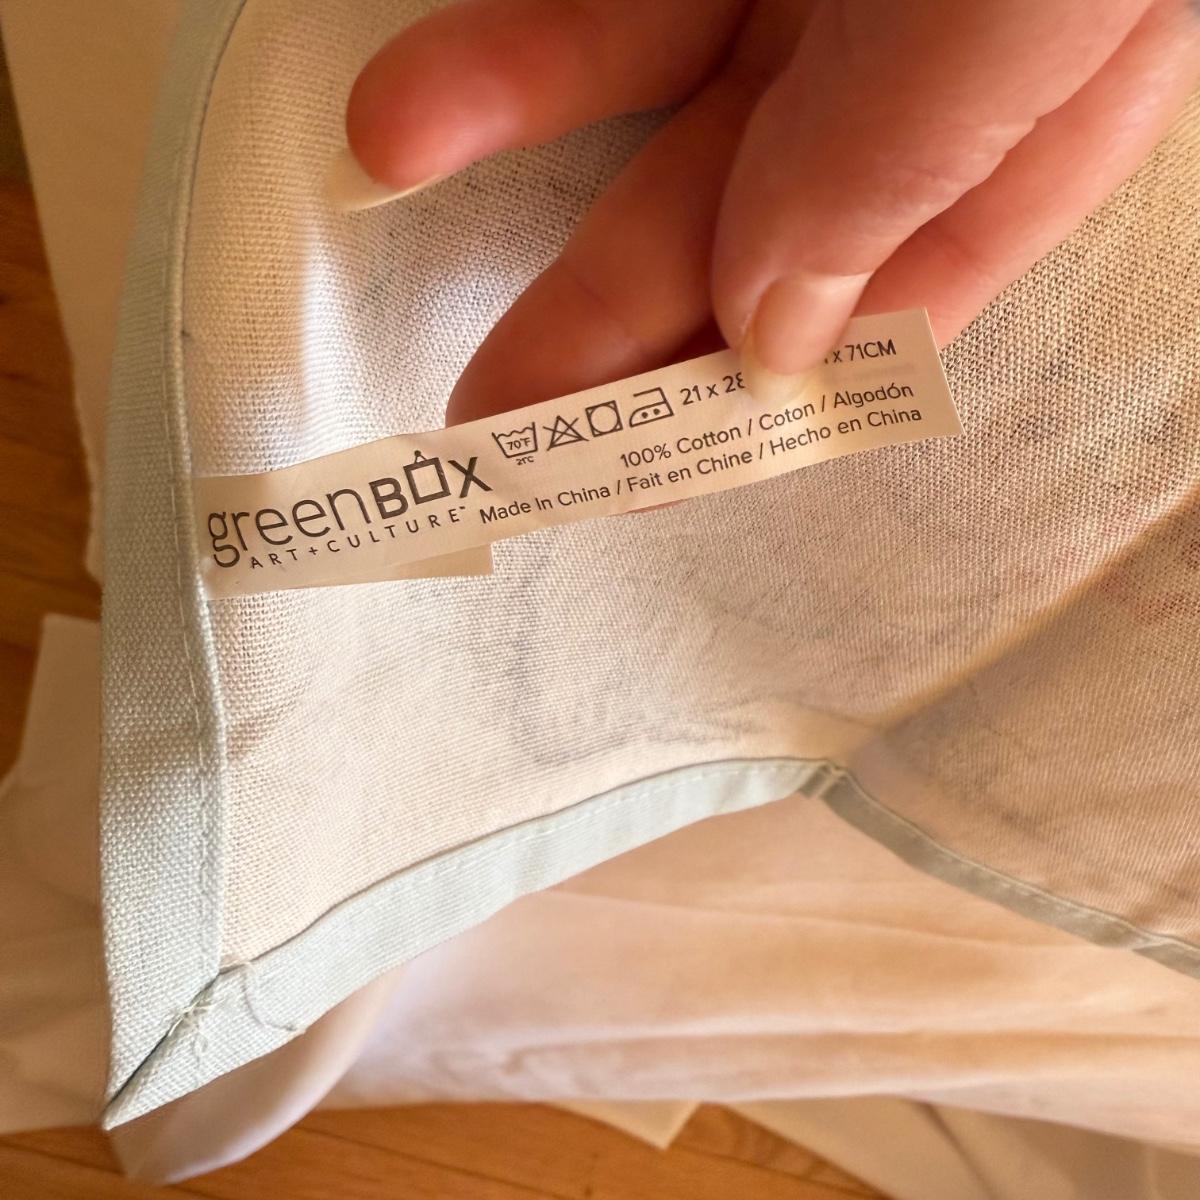 greenBOX
ART+CULTURE™
70°F
21°C
21 x 28
x 71CM
100% Cotton / Coton / Algodón
Made In China / Fait en Chine / Hecho en China